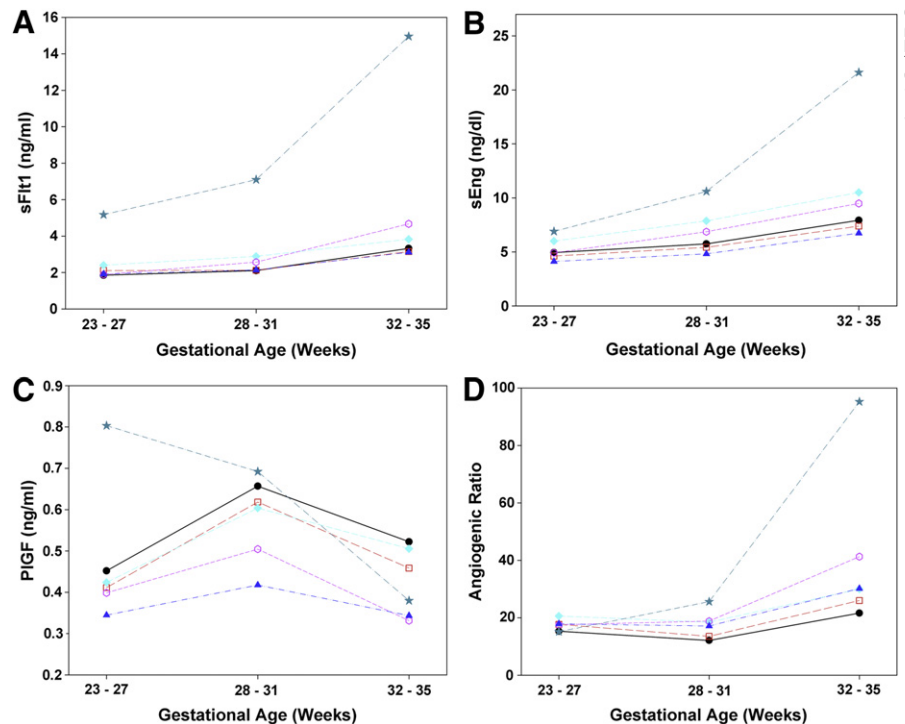 A
16
14
12
10
8
6
4
2
0
sFlt1 (ng/ml)
23 - 27
28 - 31
32 - 35
Gestational Age (Weeks)
B
25
20
15
10
5
0
sEng (ng/dl)
23 - 27
28 - 31
32 - 35
Gestational Age (Weeks)
C
0.9
0.8
0.7
0.6
0.5
0.4
0.3
0.2
PlGF (ng/ml)
23 - 27
28 - 31
32 - 35
Gestational Age (Weeks)
D
100
80
60
40
20
0
Angiogenic Ratio
23 - 27
28 - 31
32 - 35
Gestational Age (Weeks)